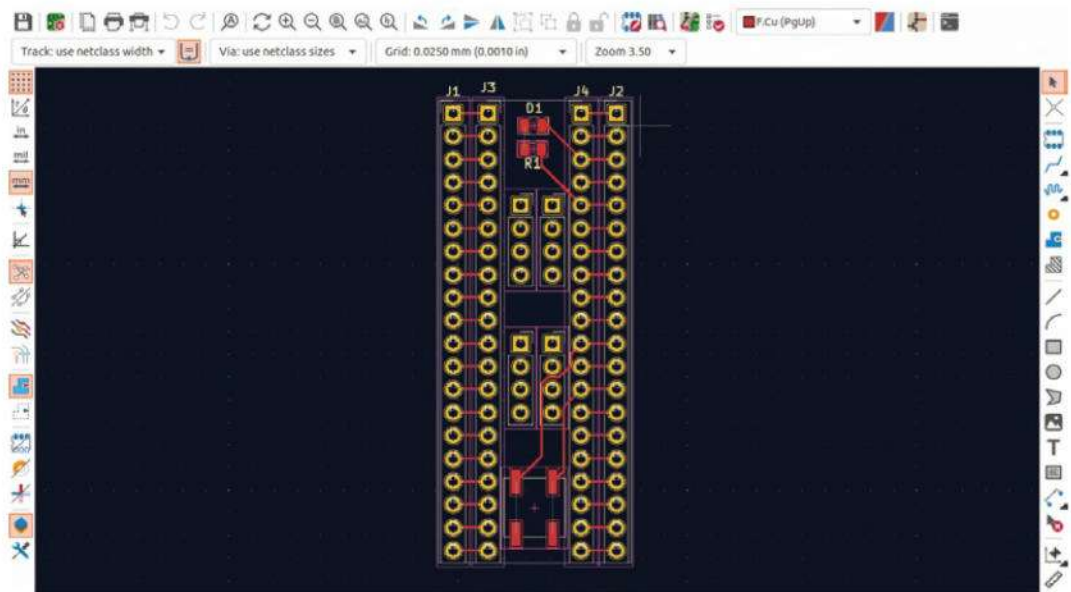 F.Cu (PgUp)
Track: use netclass width
Via: use netclass sizes
Grid: 0.0250 mm (0.0010 in)
Zoom 3.50
in
mil
mm
J1
J3
J4
J2
D1
R1
T